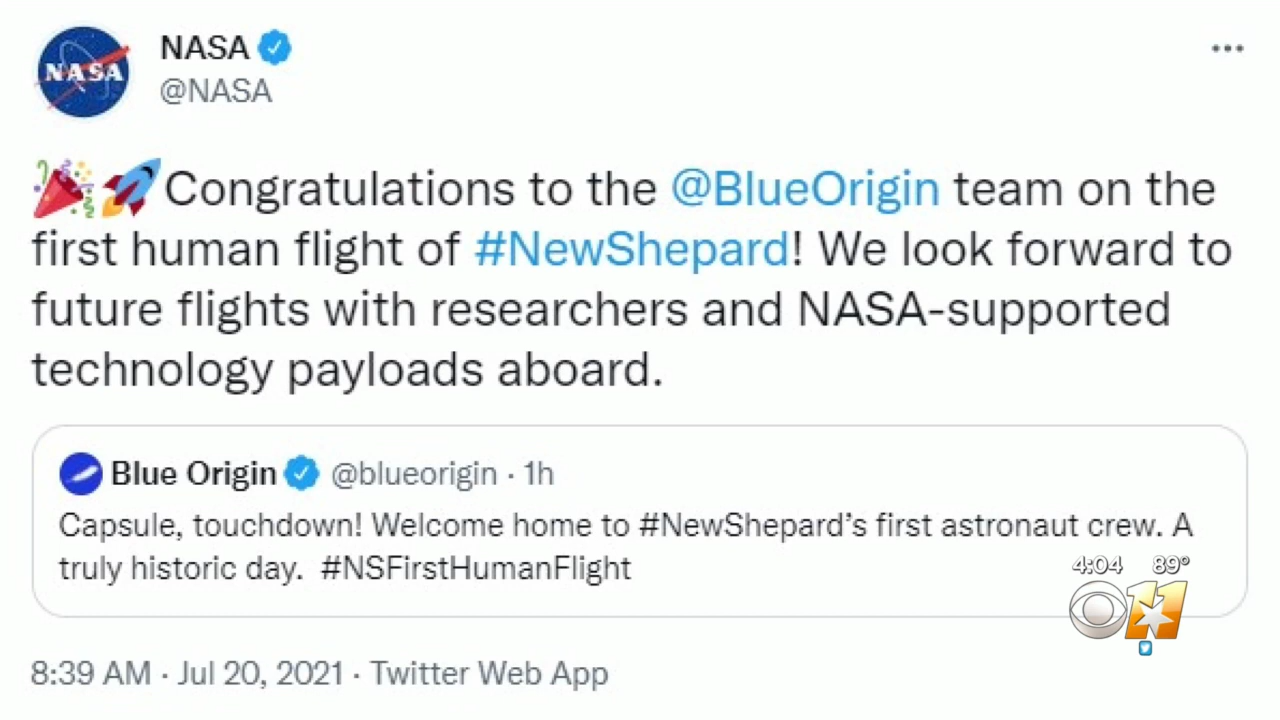 NASA
NASA
@NASA
🎉🚀Congratulations to the @BlueOrigin team on the
first human flight of #NewShepard! We look forward to
future flights with researchers and NASA-supported
technology payloads aboard.
Blue Origin @blueorigin · 1h
Capsule, touchdown! Welcome home to #NewShepard’s first astronaut crew. A
truly historic day.  #NSFirstHumanFlight
4:04 89°
11
8:39 AM · Jul 20, 2021 · Twitter Web App